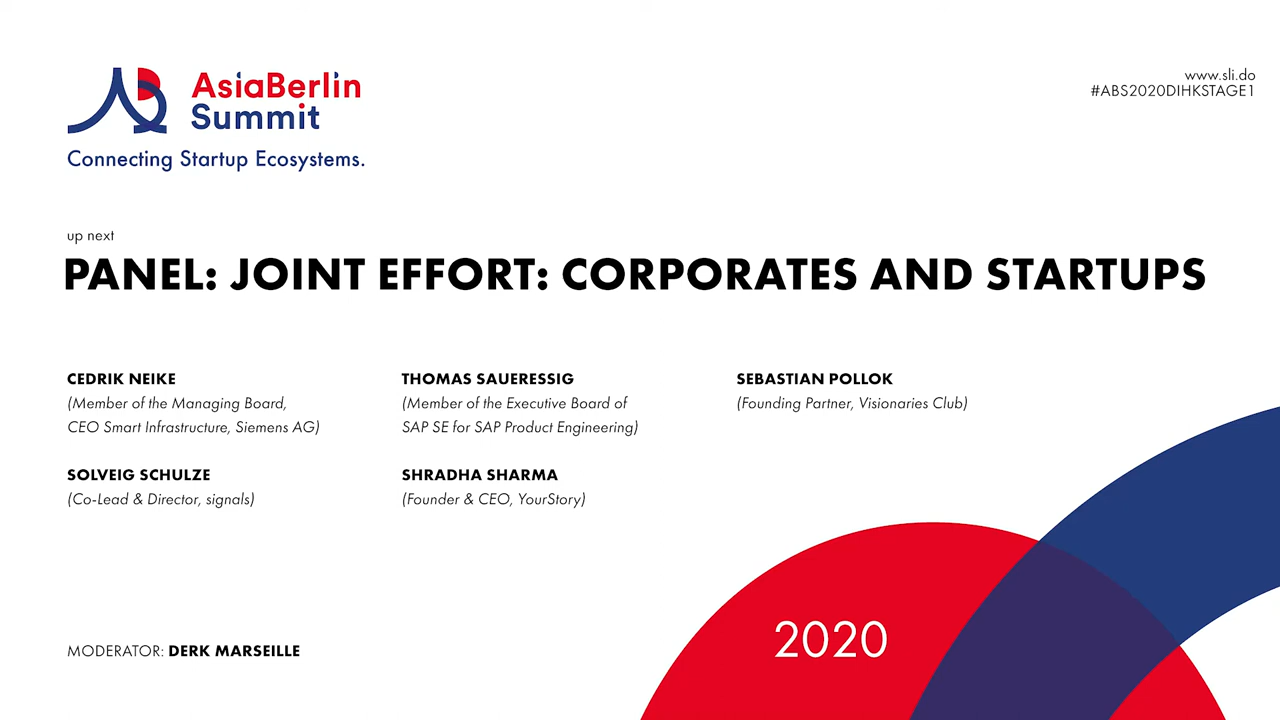 AsiaBerlin
Summit
Connecting Startup Ecosystems.
www.sli.do
#ABS2020DIHKSTAGE1
up next
PANEL: JOINT EFFORT: CORPORATES AND STARTUPS
CEDRIK NEIKE
(Member of the Managing Board,
CEO Smart Infrastructure, Siemens AG)
THOMAS SAUERESSIG
(Member of the Executive Board of
SAP SE for SAP Product Engineering)
SEBASTIAN POLLOK
(Founding Partner, Visionaries Club)
SOLVEIG SCHULZE
(Co-Lead & Director, signals)
SHRADHA SHARMA
(Founder & CEO, YourStory)
2020
MODERATOR: DERK MARSEILLE